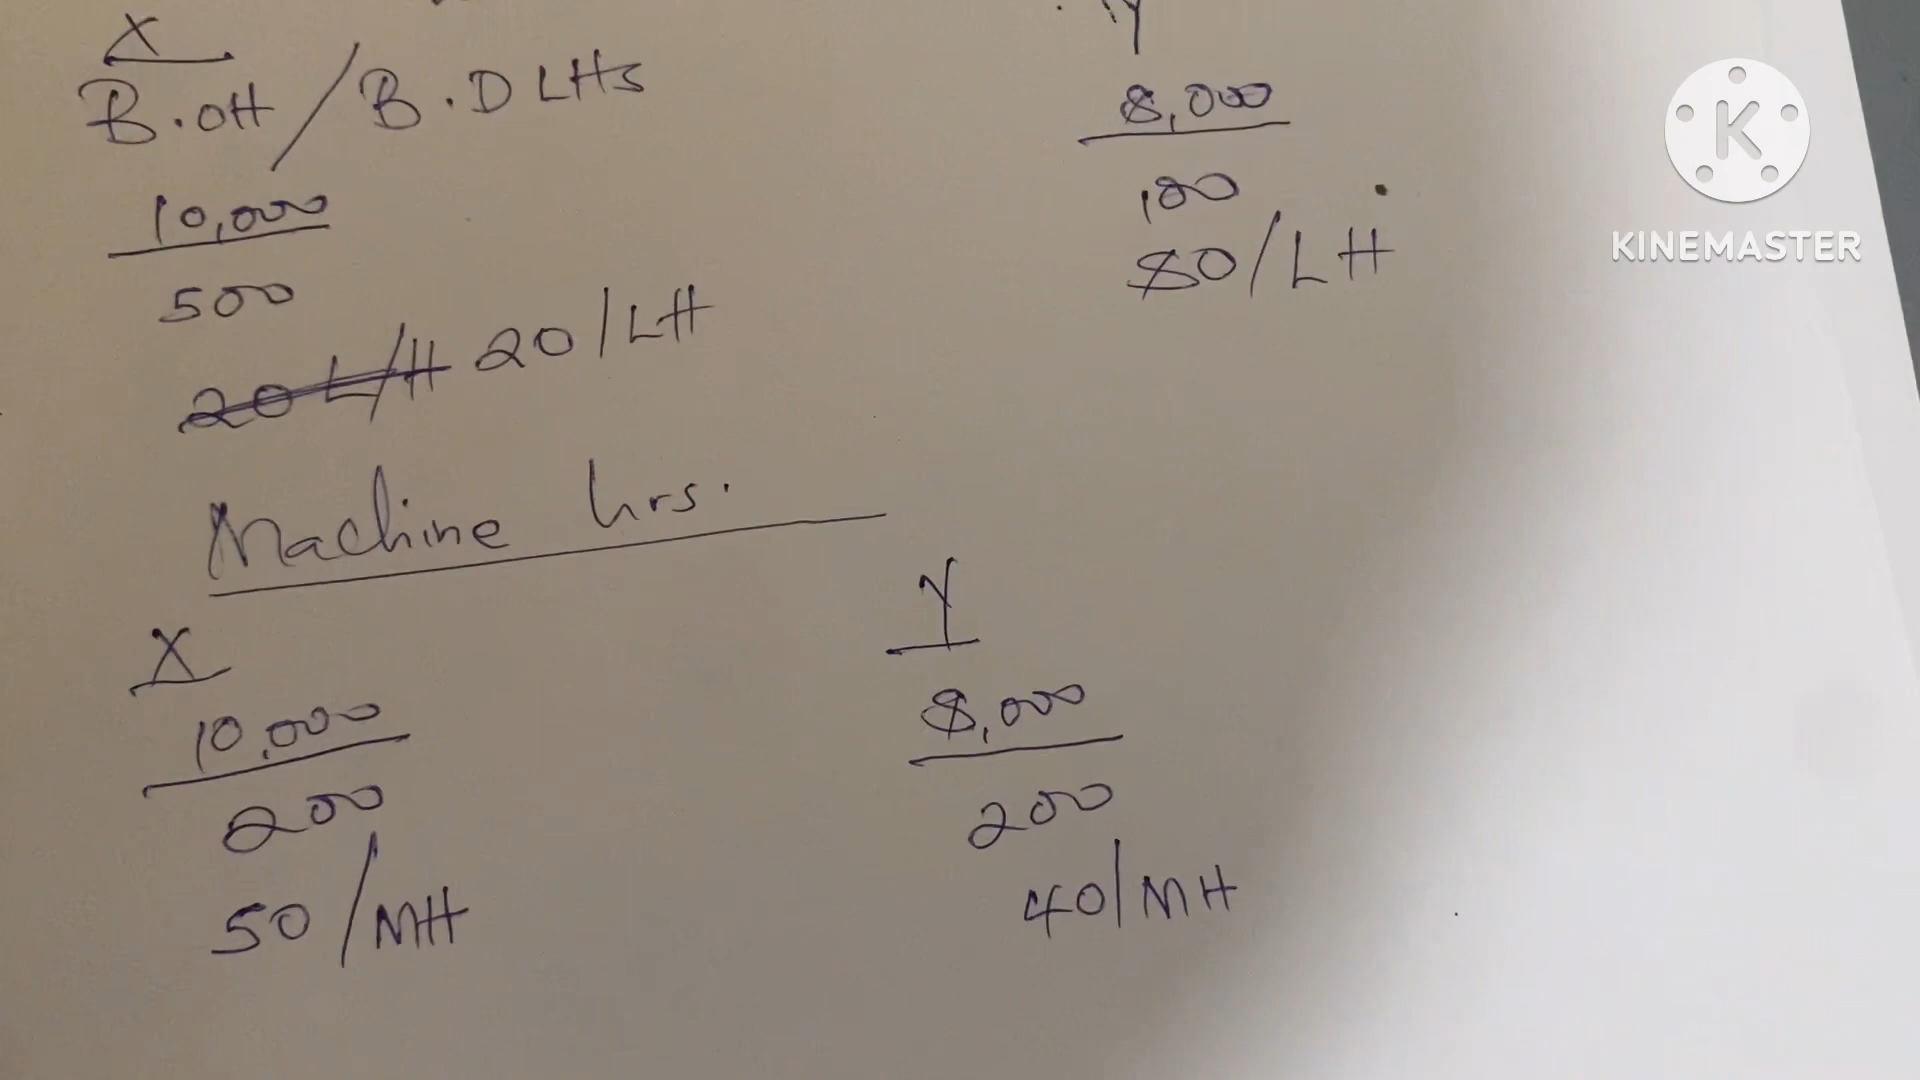 X
B.OH / B.D LHs
10,000
500
20 L/H 20/LH
Y
8,000
100
80/LH
Machine hrs.
X
10,000
200
50/MH
Y
8,000
200
40/MH
K
KINEMASTER